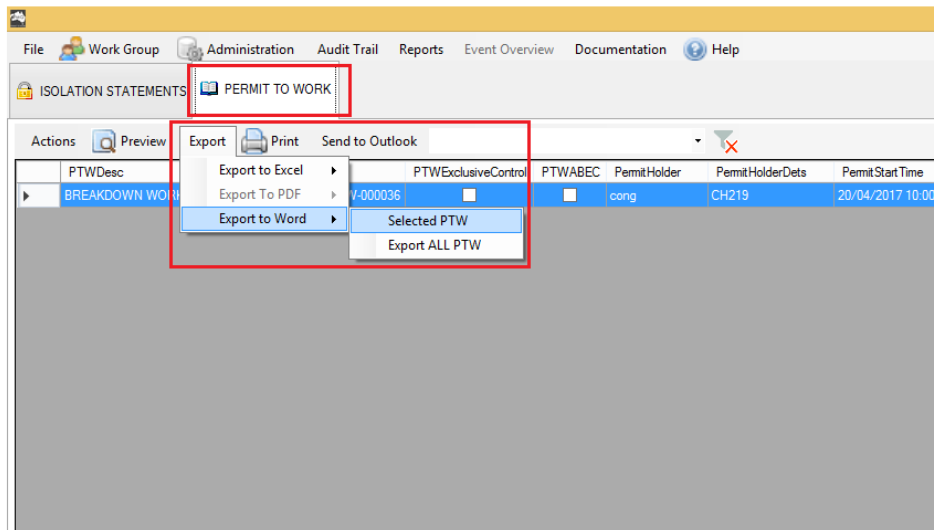 File Work Group Administration Audit Trail Reports Event Overview Documentation Help
ISOLATION STATEMENTS PERMIT TO WORK
Actions Preview Export Print Send to Outlook
PTWDesc Export to Excel PTWExclusiveControl PTWABEC PermitHolder PermitHolderDets PermitStartTime
BREAKDOWN WOR Export To PDF W-000036 cong CH219 20/04/2017 10:00
Export to Word Selected PTW
Export ALL PTW